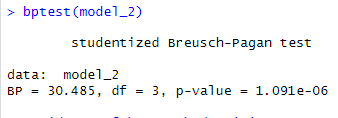 > bptest(model_2)
studentized Breusch-Pagan test
data:  model_2
BP = 30.485, df = 3, p-value = 1.091e-06